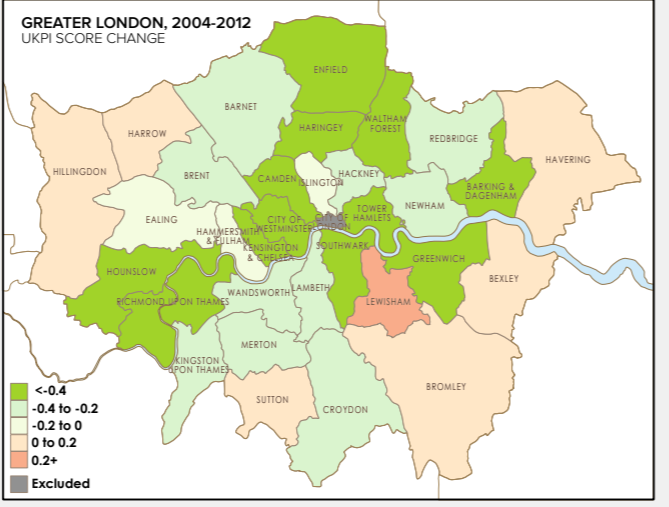 GREATER LONDON, 2004-2012
UKPI SCORE CHANGE
ENFIELD
BARNET
HARINGEY
WALTHAM
FOREST
HARROW
REDBRIDGE
HAVERING
HILLINGDON
BRENT
CAMDEN
ISLINGTON
HACKNEY
BARKING &
DAGENHAM
EALING
HAMMERSMITH
& FULHAM
CITY OF
WESTMINSTER
CITY OF
LONDON
TOWER
HAMLETS
NEWHAM
KENSINGTON
& CHELSEA
SOUTHWARK
GREENWICH
HOUNSLOW
BEXLEY
RICHMOND UPON THAMES
WANDSWORTH
LAMBETH
LEWISHAM
MERTON
KINGSTON
UPON THAMES
SUTTON
CROYDON
BROMLEY
<-0.4
-0.4 to -0.2
-0.2 to 0
0 to 0.2
0.2+
Excluded